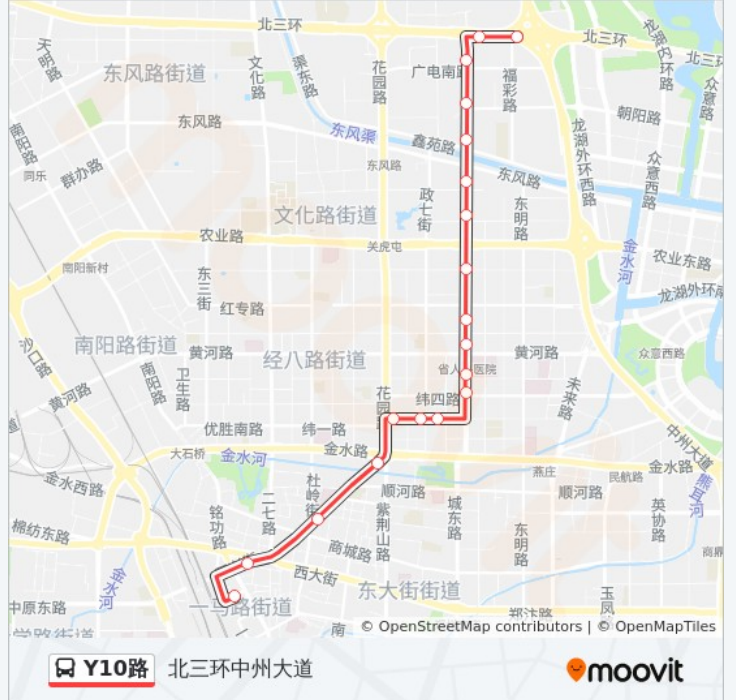 北三环
北三环
北三环
天明路
东风路街道
文化路
渠东路
花园路
广电南路
福彩路
龙湖内环路
众意路
东风路
东风渠
鑫苑路
朝阳路
南阳路
同乐
群办路
东风路
东风路
龙湖外环西路
众意西路
文化路街道
政七街
东明路
农业路
关虎屯
金水河
农业东路
南阳新村
东三街
龙湖外环南
红专路
沙口路
南阳路街道
黄河路
经八路街道
黄河路
众意西路
南阳路
卫生路
省人
医院
黄河路
花园
纬四路
未来路
道
优胜南路
纬一路
中州大道
大石桥
金水河
金水路
燕庄
金水路
民航路
金水西路
杜岭街
顺河路
顺河路
熊耳河
铭功路
二七路
紫荆山路
城东路
东明路
英协路
棉纺东路
商城路
商鼎
西大街
金水河
东大街街道
玉凤
中原东路
一马路街道
郑汴路
学路街道
南
© OpenStreetMap contributors | © OpenMapTiles
Y10路
北三环中州大道
moovit